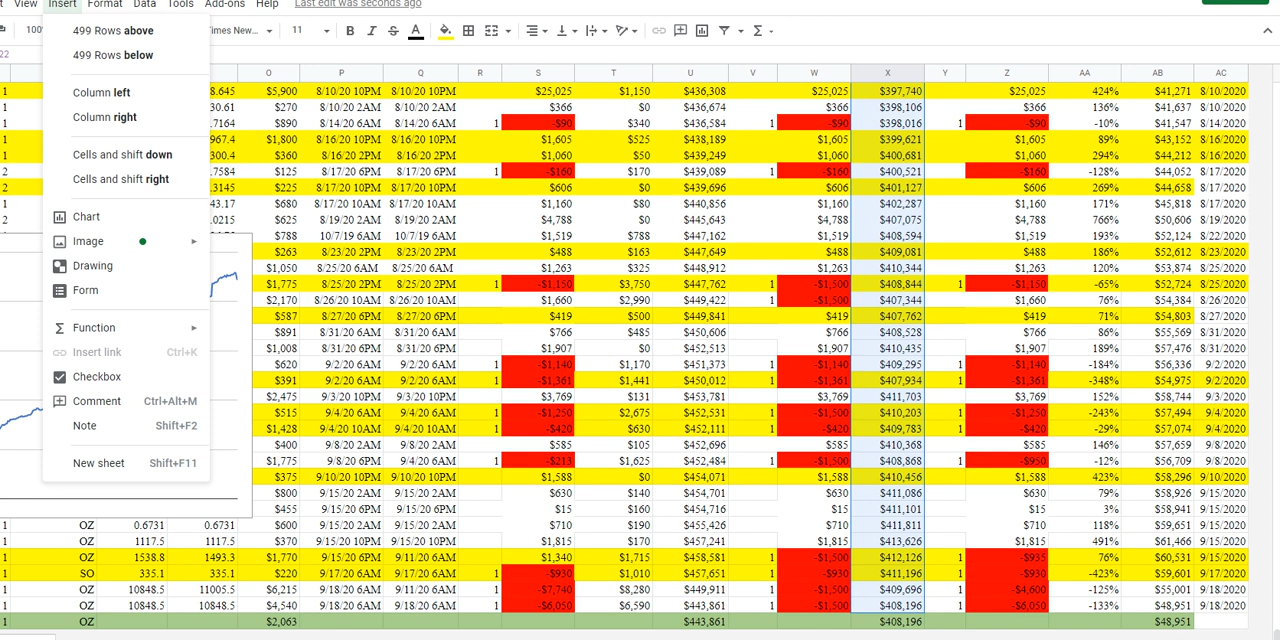 View Insert Format Data Tools Add-ons Help Last edit was seconds ago
100% Times New... 11 B I S A Σ
O P Q R S T U V W X Y Z AA AB AC
1 8.645 $5,900 8/10/20 10PM 8/10/20 10PM $25,025 $1,150 $436,308 $25,025 $397,740 $25,025 424% $41,271 8/10/2020
1 30.61 $270 8/10/20 2AM 8/10/20 2AM $366 $0 $436,674 $366 $398,106 $366 136% $41,637 8/10/2020
1 .7164 $890 8/14/20 6AM 8/14/20 6AM 1 -$90 $340 $436,584 1 -$90 $398,016 1 -$90 -10% $41,547 8/14/2020
1 967.4 $1,800 8/16/20 10PM 8/16/20 10PM $1,605 $525 $438,189 $1,605 $399,621 $1,605 89% $43,152 8/16/2020
1 300.4 $360 8/16/20 2PM 8/16/20 2PM $1,060 $50 $439,249 $1,060 $400,681 $1,060 294% $44,212 8/16/2020
2 .7584 $125 8/17/20 6PM 8/17/20 6PM 1 -$160 $170 $439,089 1 -$160 $400,521 -$160 -128% $44,052 8/17/2020
2 .3145 $225 8/17/20 10PM 8/17/20 10PM $606 $0 $439,696 $606 $401,127 $606 269% $44,658 8/17/2020
1 43.17 $680 8/17/20 10AM 8/17/20 10AM $1,160 $80 $440,856 $1,160 $402,287 $1,160 171% $45,818 8/17/2020
2 .0215 $625 8/19/20 2AM 8/19/20 2AM $4,788 $0 $445,643 $4,788 $407,075 $4,788 766% $50,606 8/19/2020
$788 10/7/19 6AM 10/7/19 6AM $1,519 $788 $447,162 $1,519 $408,594 $1,519 193% $52,124 8/22/2020
$263 8/23/20 2PM 8/23/20 2PM $488 $163 $447,649 $488 $409,081 $488 186% $52,612 8/23/2020
$1,050 8/25/20 6AM 8/25/20 6AM $1,263 $325 $448,912 $1,263 $410,344 $1,263 120% $53,874 8/25/2020
$1,775 8/25/20 2PM 8/25/20 2PM 1 -$1,150 $3,750 $447,762 1 -$1,500 $408,844 1 -$1,150 -65% $52,724 8/25/2020
$2,170 8/26/20 10AM 8/26/20 10AM $1,660 $2,990 $449,422 1 -$1,500 $407,344 $1,660 76% $54,384 8/26/2020
$587 8/27/20 6PM 8/27/20 6PM $419 $500 $449,841 $419 $407,762 $419 71% $54,803 8/27/2020
$891 8/31/20 6PM 8/31/20 6PM $766 $485 $450,606 $766 $408,528 $766 86% $55,569 8/31/2020
$1,008 8/31/20 6PM 8/31/20 6PM $1,907 $0 $452,513 $1,907 $410,435 $1,907 189% $57,476 8/31/2020
$620 9/2/20 6AM 9/2/20 6AM 1 -$1,140 $1,170 $451,373 1 -$1,140 $409,295 1 -$1,140 -184% $56,336 9/2/2020
$391 9/2/20 6AM 9/2/20 6AM 1 -$1,361 $1,441 $450,012 1 -$1,361 $407,934 1 -$1,361 -348% $54,975 9/2/2020
$2,475 9/3/20 10PM 9/3/20 10PM $3,769 $131 $453,781 $3,769 $411,703 $3,769 152% $58,744 9/3/2020
$515 9/4/20 6AM 9/4/20 6AM 1 -$1,250 $2,675 $452,531 1 -$1,500 $410,203 1 -$1,250 -243% $57,494 9/4/2020
$1,428 9/4/20 10AM 9/4/20 10AM 1 -$420 $630 $452,111 1 -$420 $409,783 1 -$420 -29% $57,074 9/4/2020
$400 9/8/20 2AM 9/8/20 2AM $585 $105 $452,696 $585 $410,368 $585 146% $57,659 9/8/2020
$1,775 9/8/20 6PM 9/4/20 6AM 1 -$213 $1,625 $452,484 1 -$1,500 $408,868 1 -$950 -12% $56,709 9/8/2020
$375 9/10/20 10PM 9/10/20 10PM $1,588 $0 $454,071 $1,588 $410,456 $1,588 423% $58,296 9/10/2020
$800 9/15/20 2AM 9/15/20 2AM $630 $140 $454,701 $630 $411,086 $630 79% $58,926 9/15/2020
$455 9/15/20 6PM 9/15/20 6PM $15 $160 $454,716 $15 $411,101 $15 3% $58,941 9/15/2020
1 OZ 0.6731 0.6731 $600 9/15/20 2AM 9/15/20 2AM $710 $190 $455,426 $710 $411,811 $710 118% $59,651 9/15/2020
1 OZ 1117.5 1117.5 $370 9/15/20 10PM 9/15/20 10PM $1,815 $170 $457,241 $1,815 $413,626 $1,815 491% $61,466 9/15/2020
1 OZ 1538.8 1493.3 $1,770 9/15/20 6PM 9/11/20 6AM $1,340 $1,715 $458,581 1 -$1,500 $412,126 1 -$935 76% $60,531 9/15/2020
1 SO 335.1 335.1 $220 9/17/20 6AM 9/17/20 6AM 1 -$930 $1,010 $457,651 1 -$930 $411,196 1 -$930 -423% $59,601 9/17/2020
1 OZ 10848.5 11005.5 $6,215 9/18/20 6AM 9/11/20 6AM 1 -$7,740 $8,280 $449,911 1 -$1,500 $409,696 1 -$4,600 -125% $55,001 9/18/2020
1 OZ 10848.5 10848.5 $4,540 9/18/20 6AM 9/18/20 6AM 1 -$6,050 $6,590 $443,861 1 -$1,500 $408,196 1 -$6,050 -133% $48,951 9/18/2020
1 OZ $2,063 $443,861 $408,196 $48,951
499 Rows above
499 Rows below
Column left
Column right
Cells and shift down
Cells and shift right
Chart
Image
Drawing
Form
Function
Insert link Ctrl+K
Checkbox
Comment Ctrl+Alt+M
Note Shift+F2
New sheet Shift+F11